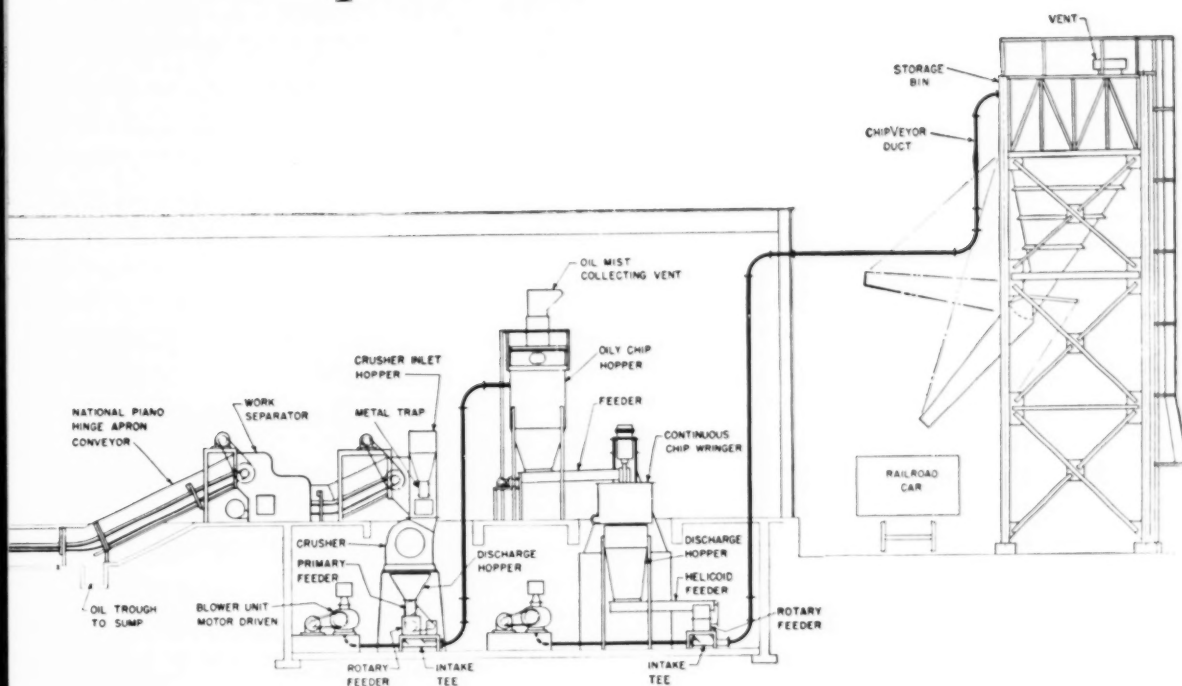 VENT
STORAGE
BIN
CHIPVEYOR
DUCT
OIL MIST
COLLECTING VENT
CRUSHER INLET
HOPPER
OILY CHIP
HOPPER
WORK
SEPARATOR
METAL TRAP
FEEDER
NATIONAL PIANO
HINGE APRON
CONVEYOR
CONTINUOUS
CHIP WRINGER
RAILROAD
CAR
CRUSHER
PRIMARY
FEEDER
DISCHARGE
HOPPER
DISCHARGE
HOPPER
HELICOID
FEEDER
OIL TROUGH
TO SUMP
BLOWER UNIT
MOTOR DRIVEN
ROTARY
FEEDER
ROTARY
FEEDER
INTAKE
TEE
INTAKE
TEE